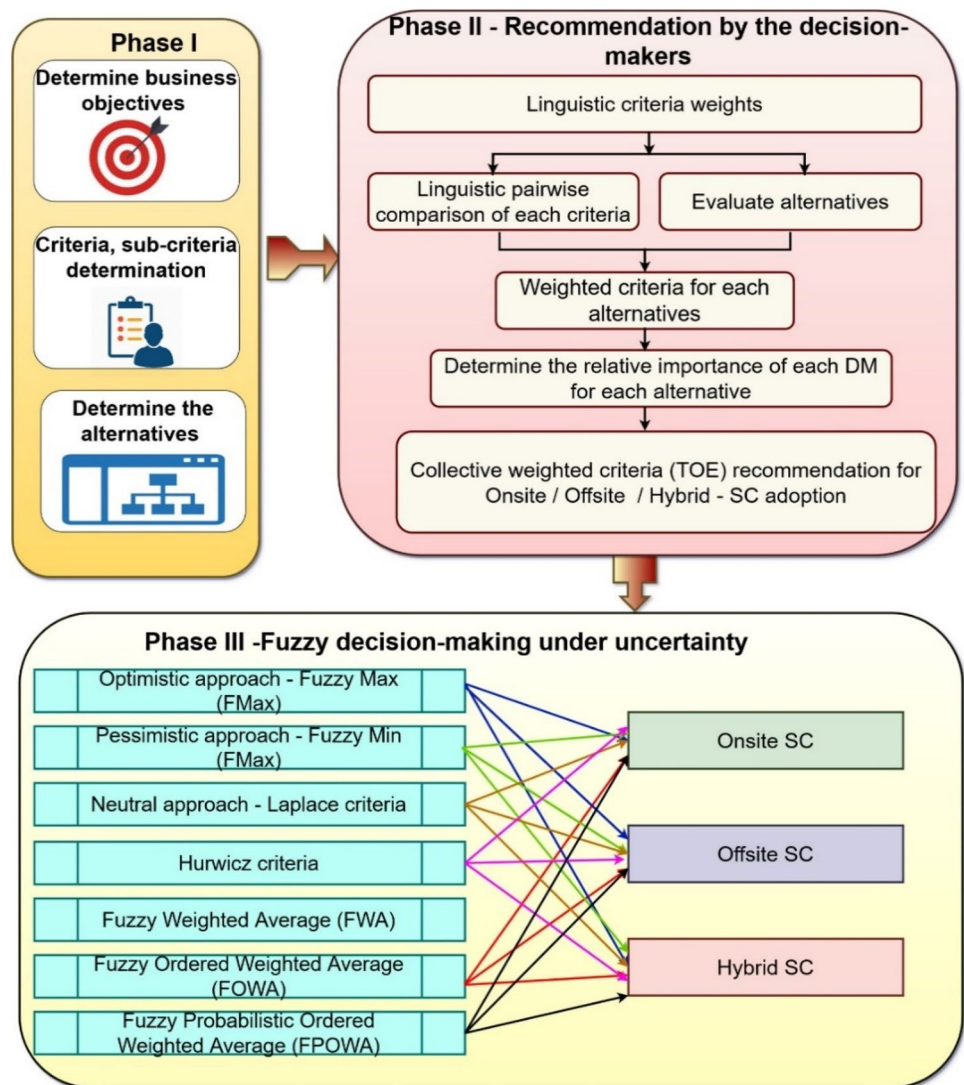 Phase I
Determine business
objectives
Criteria, sub-criteria
determination
Determine the
alternatives
Phase II - Recommendation by the decision-
makers
Linguistic criteria weights
Linguistic pairwise
comparison of each criteria
Evaluate alternatives
Weighted criteria for each
alternatives
Determine the relative importance of each DM
for each alternative
Collective weighted criteria (TOE) recommendation for
Onsite / Offsite / Hybrid - SC adoption
Phase III -Fuzzy decision-making under uncertainty
Optimistic approach - Fuzzy Max
(FMax)
Pessimistic approach - Fuzzy Min
(FMax)
Neutral approach - Laplace criteria
Hurwicz criteria
Fuzzy Weighted Average (FWA)
Fuzzy Ordered Weighted Average
(FOWA)
Fuzzy Probabilistic Ordered
Weighted Average (FPOWA)
Onsite SC
Offsite SC
Hybrid SC